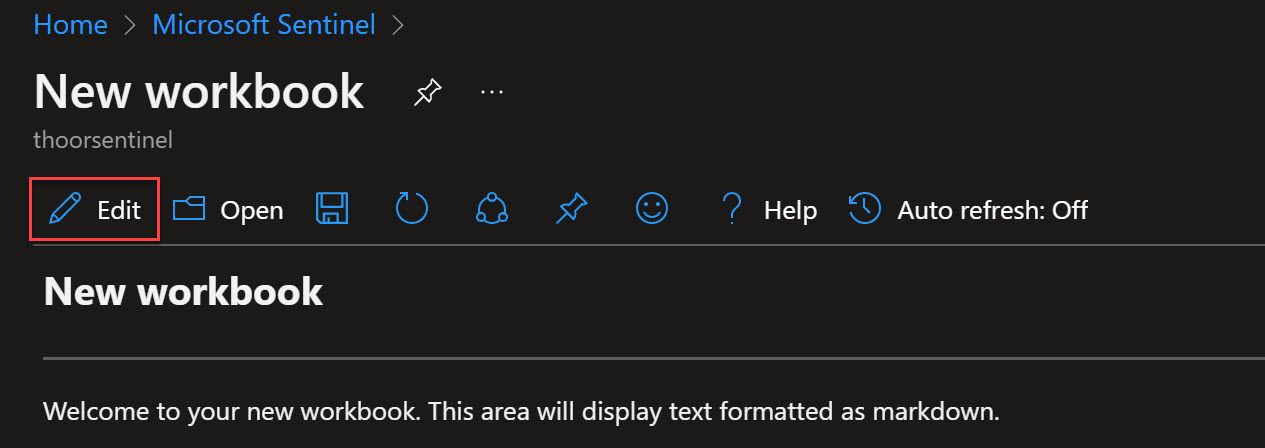 Home > Microsoft Sentinel >
New workbook ...
thoorsentinel
Edit Open ? Help Auto refresh: Off
New workbook
Welcome to your new workbook. This area will display text formatted as markdown.